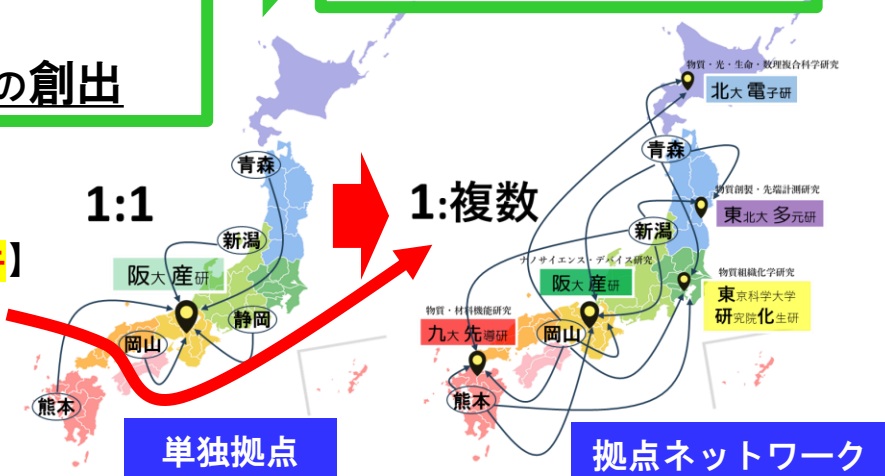 の創出
】
1:1
青森
新潟
阪大 産研
静岡
岡山
熊本
単独拠点
1:複数
物質・光・生命・数理複合科学研究
北大 電子研
青森
物質創製・先端計測研究
東北大 多元研
新潟
ナノサイエンス・デバイス研究
阪大 産研
物質組織化学研究
東京科学大学
研究院化生研
物質・材料機能研究
九大 先導研
岡山
熊本
拠点ネットワーク